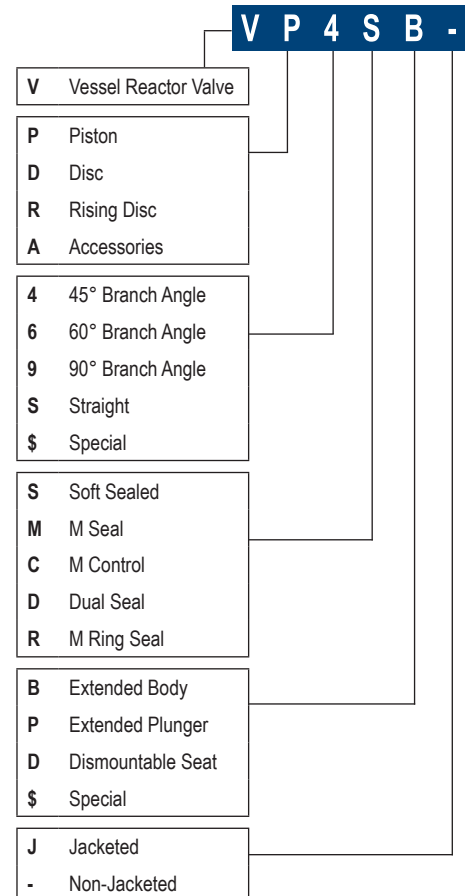 V P 4 S B -
V Vessel Reactor Valve
P Piston
D Disc
R Rising Disc
A Accessories
4 45° Branch Angle
6 60° Branch Angle
9 90° Branch Angle
S Straight
$ Special
S Soft Sealed
M M Seal
C M Control
D Dual Seal
R M Ring Seal
B Extended Body
P Extended Plunger
D Dismountable Seat
$ Special
J Jacketed
- Non-Jacketed